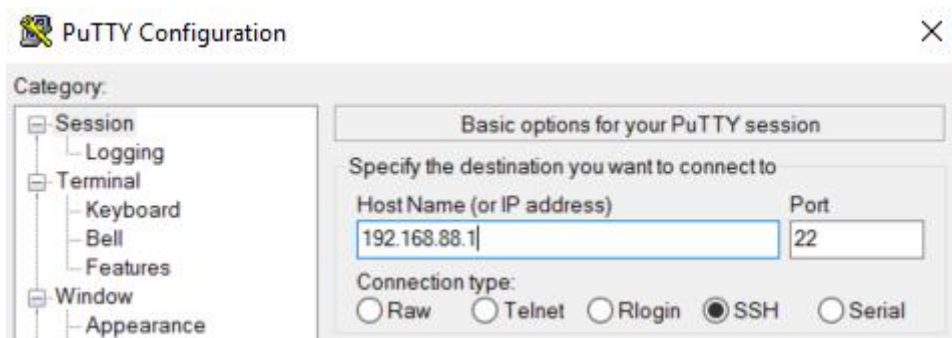 PuTTY Configuration
Category:
Session
Logging
Terminal
Keyboard
Bell
Features
Window
Appearance
Basic options for your PuTTY session
Specify the destination you want to connect to
Host Name (or IP address) Port
192.168.88.1 22
Connection type:
Raw Telnet Rlogin SSH Serial